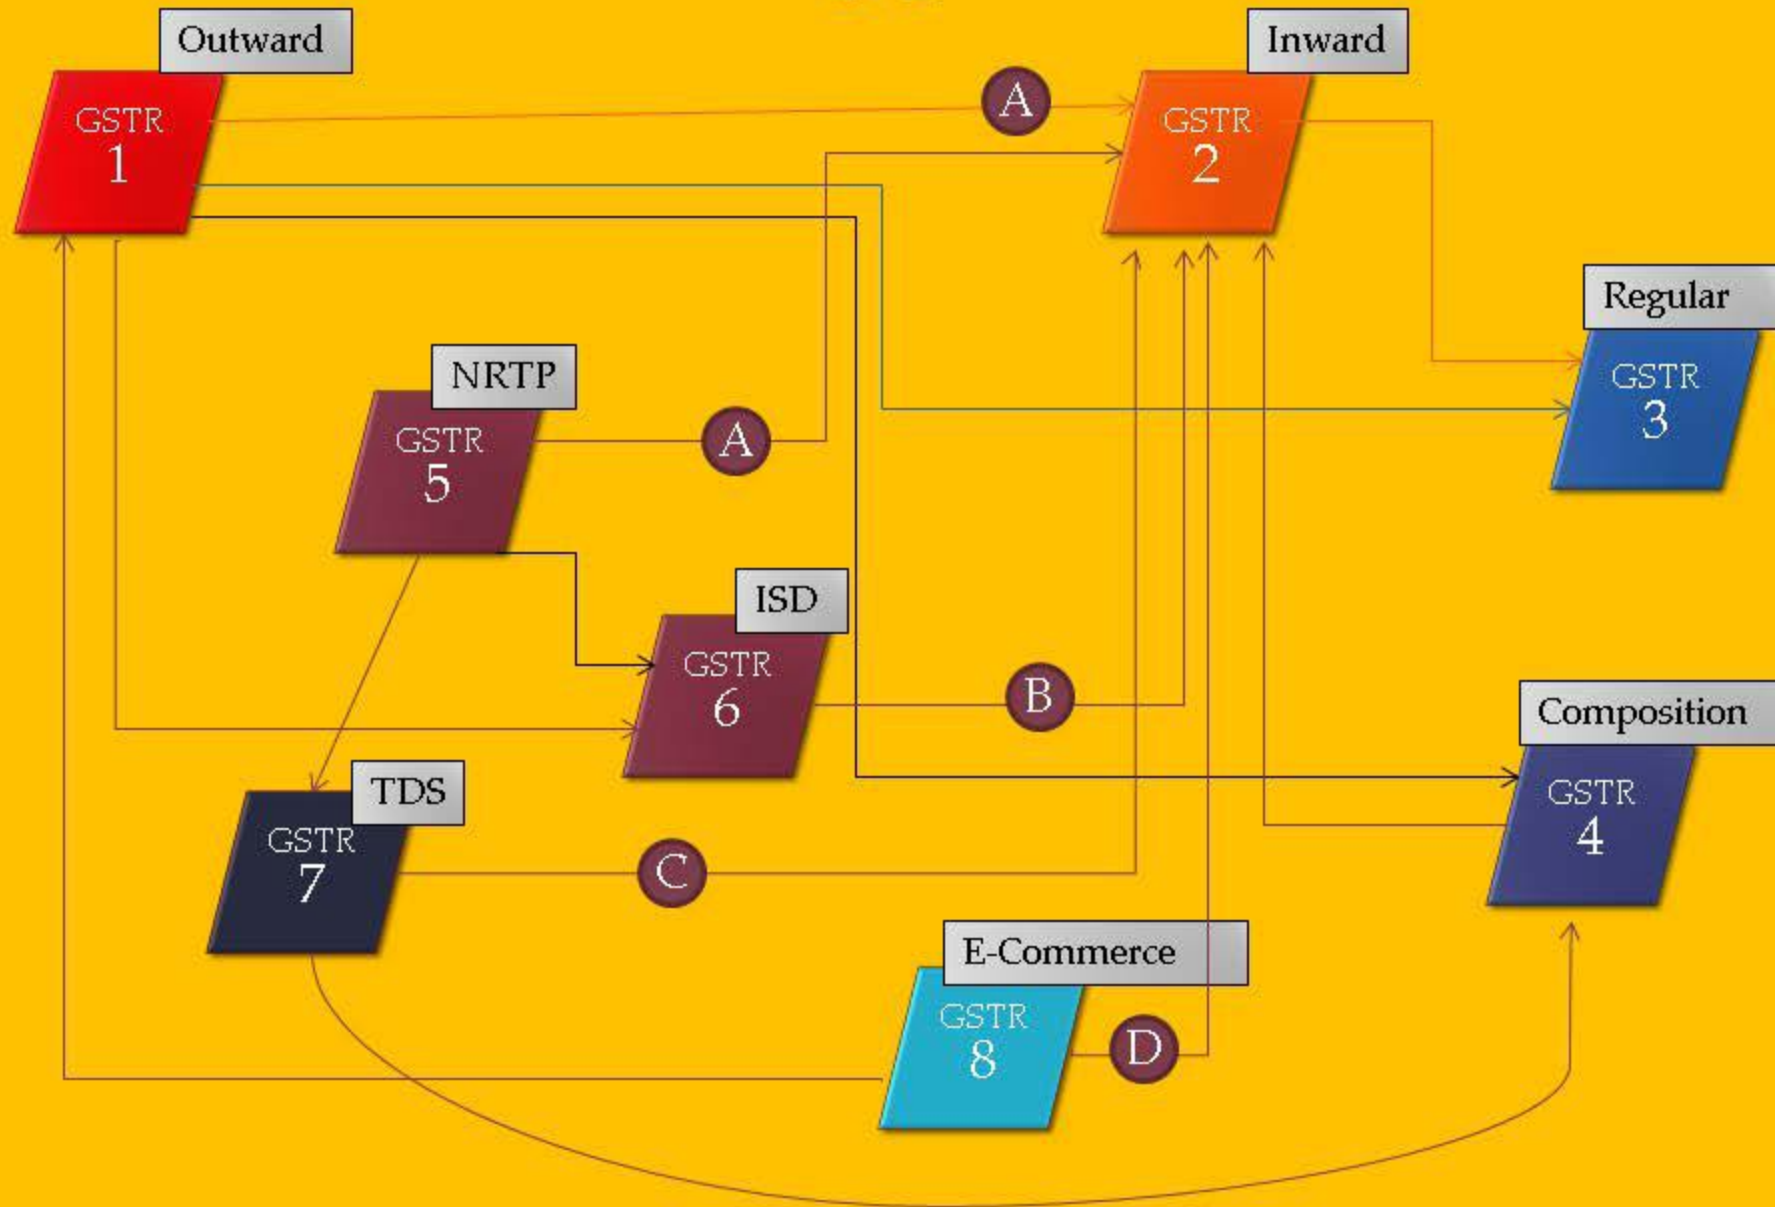 Outward
GSTR
1
A
Inward
GSTR
2
Regular
GSTR
3
NRTP
GSTR
5
A
ISD
GSTR
6
B
Composition
GSTR
4
TDS
GSTR
7
C
E-Commerce
GSTR
8
D